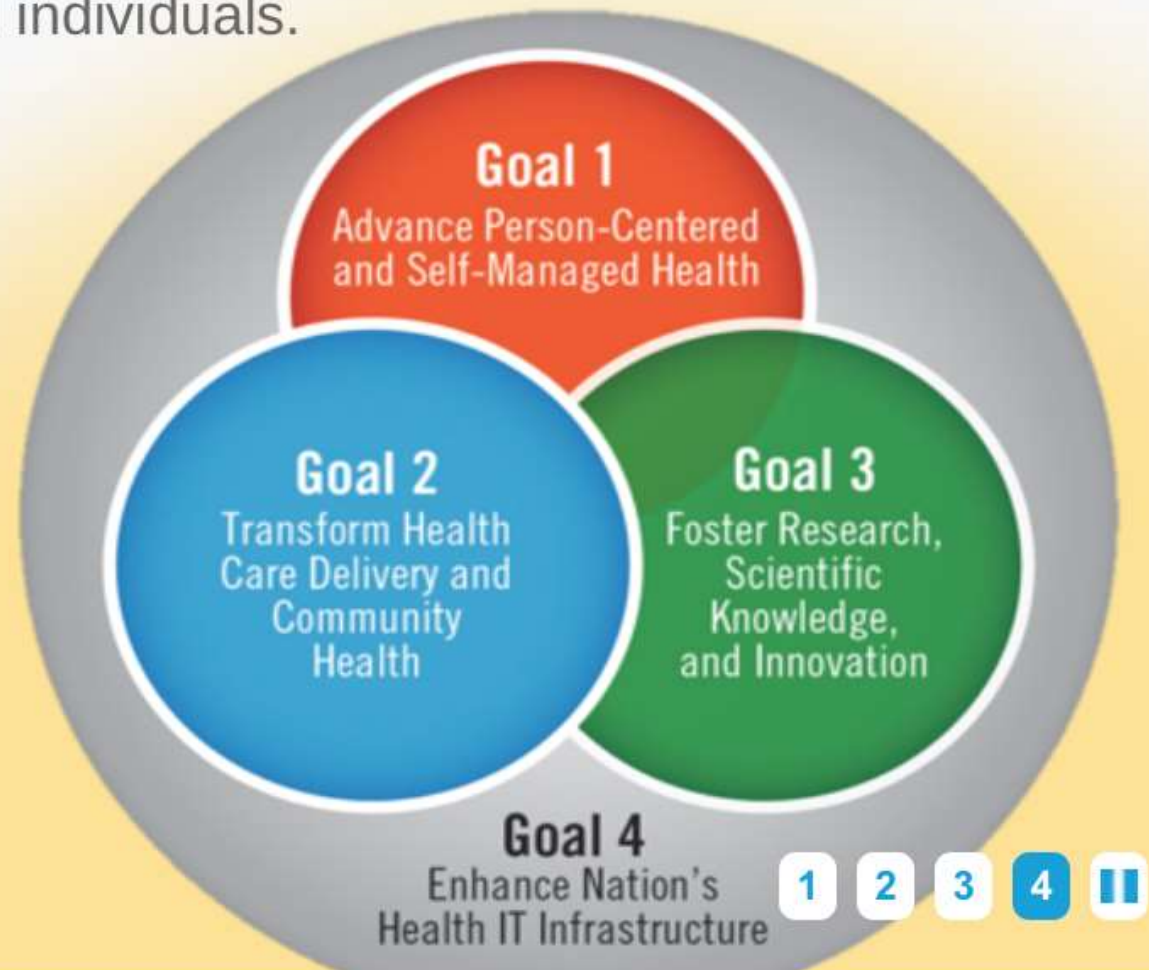 individuals.
Goal 1
Advance Person-Centered
and Self-Managed Health
Goal 2
Transform Health
Care Delivery and
Community
Health
Goal 3
Foster Research,
Scientific
Knowledge,
and Innovation
Goal 4
Enhance Nation's
Health IT Infrastructure
1 2 3 4